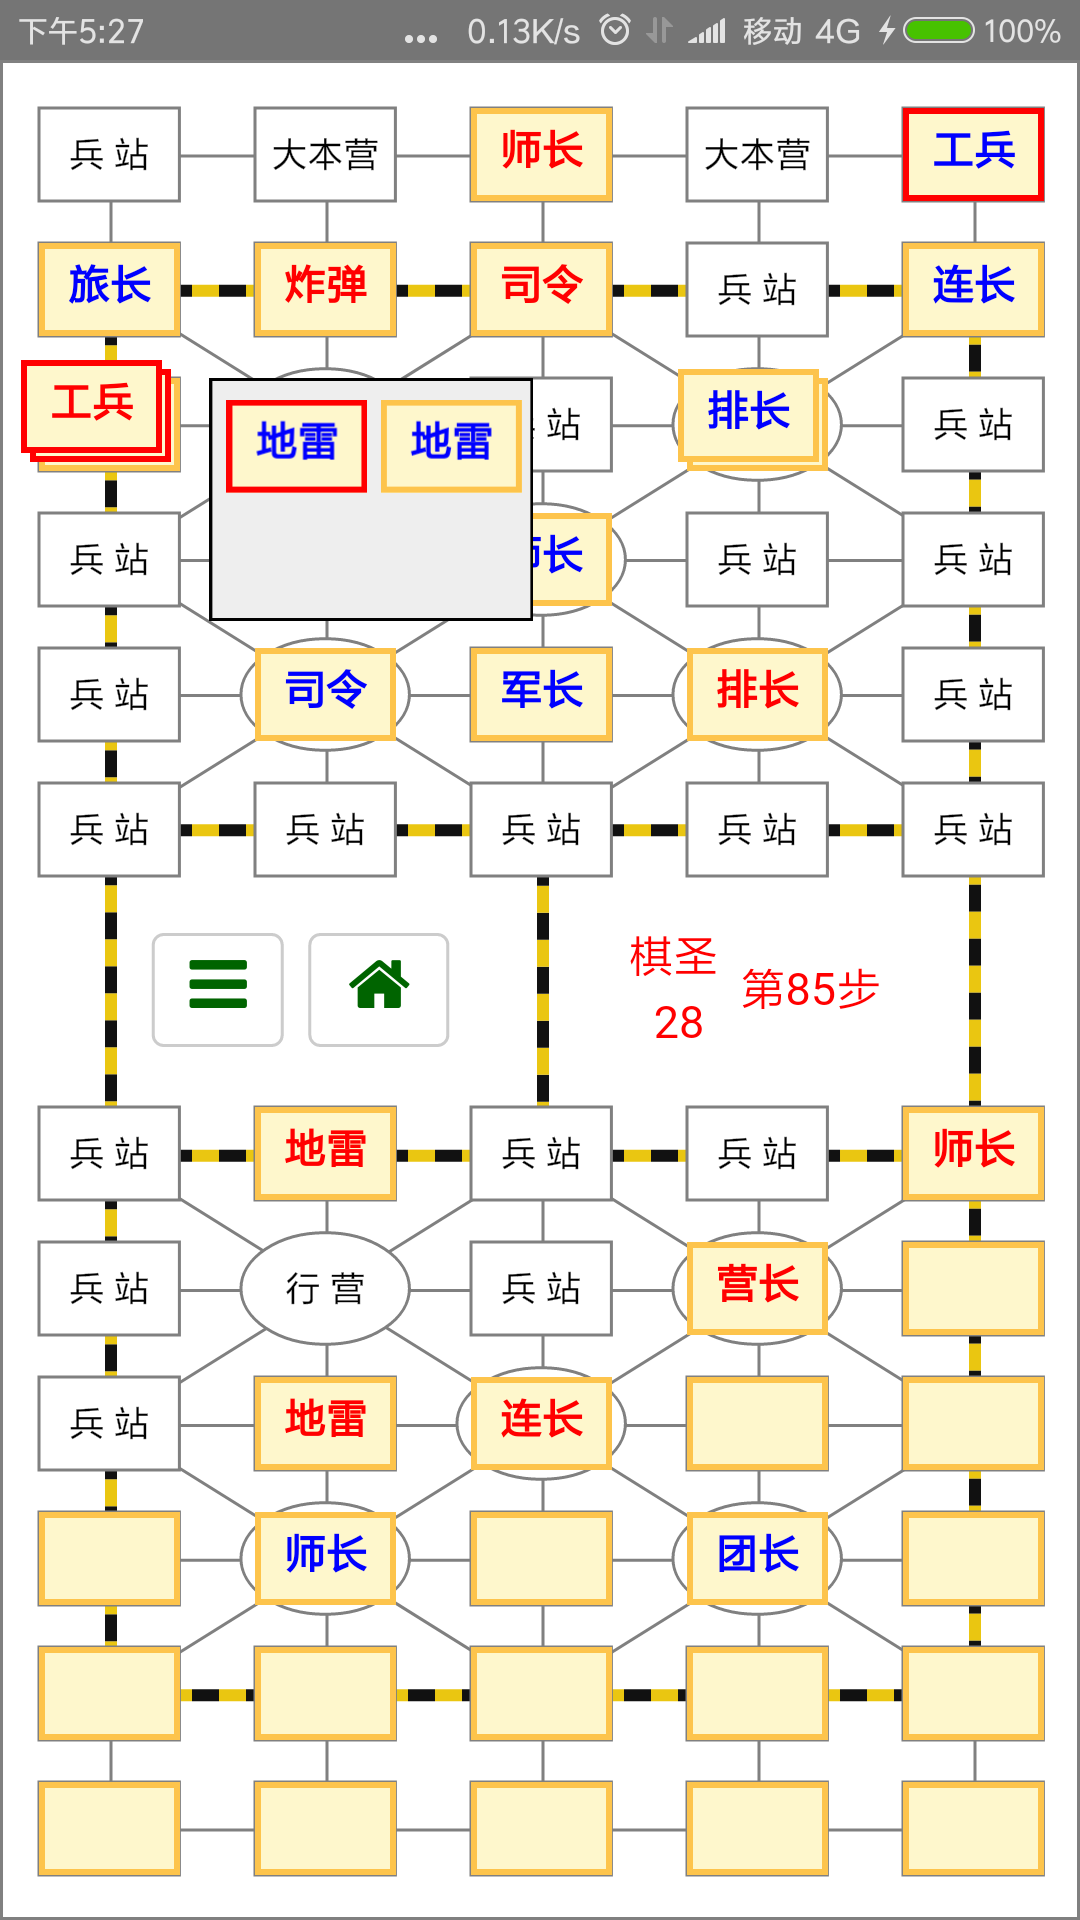 下午5:27 ... 0.13K/s 移动 4G 100%
兵 站 大本营 师长 大本营 工兵
旅长 炸弹 司令 兵 站 连长
工兵 地雷 地雷 站 排长 兵 站
兵 站 师长 兵 站 兵 站
兵 站 司令 军长 排长 兵 站
兵 站 兵 站 兵 站 兵 站 兵 站
棋圣
28
第85步
兵 站 地雷 兵 站 兵 站 师长
兵 站 行 营 兵 站 营长
兵 站 地雷 连长
师长 团长